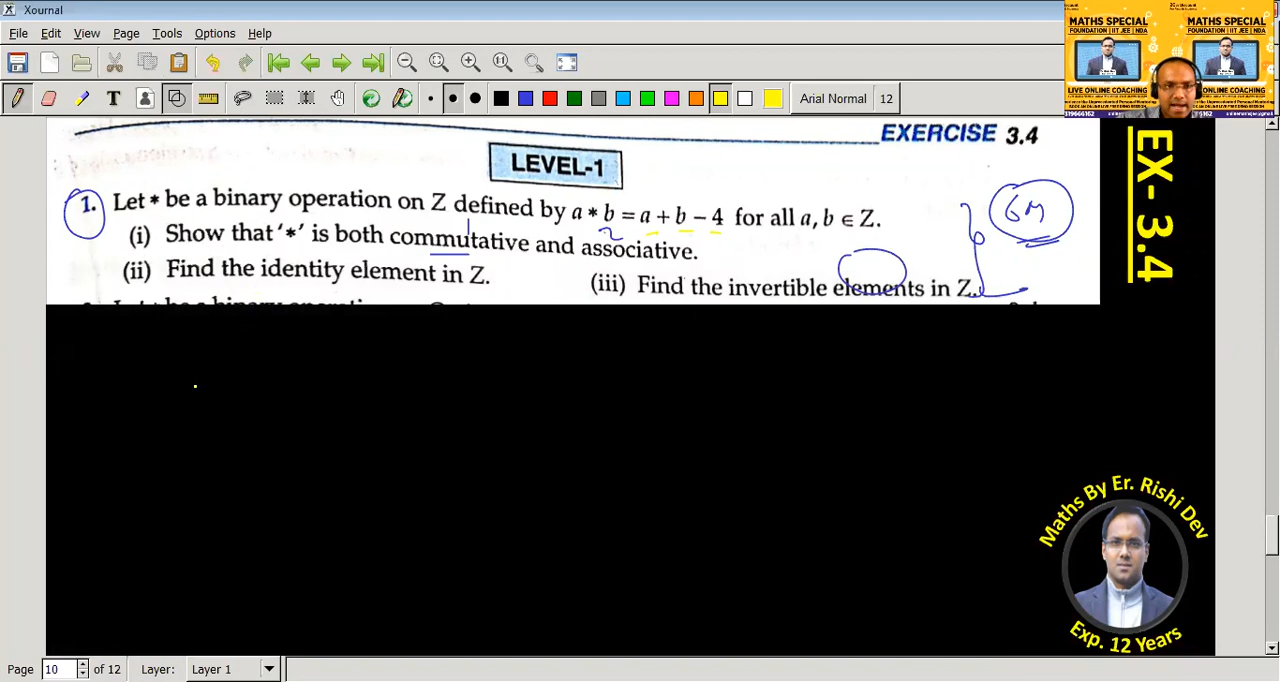 Xournal
File Edit View Page Tools Options Help
Arial Normal 12
MATHS SPECIAL MATHS SPECIAL
FOUNDATION | IIT JEE | NDA FOUNDATION | IIT JEE | NDA
LIVE ONLINE COACHING LIVE ONLINE COACHING
EXERCISE 3.4
LEVEL-1
1. Let * be a binary operation on Z defined by a * b = a + b − 4 for all a, b ∈ Z.
(i) Show that '*' is both commutative and associative.
(ii) Find the identity element in Z. (iii) Find the invertible elements in Z.
6M
EX- 3.4
Maths By Er. Rishi Dev
Exp. 12 Years
Page 10 of 12 Layer: Layer 1